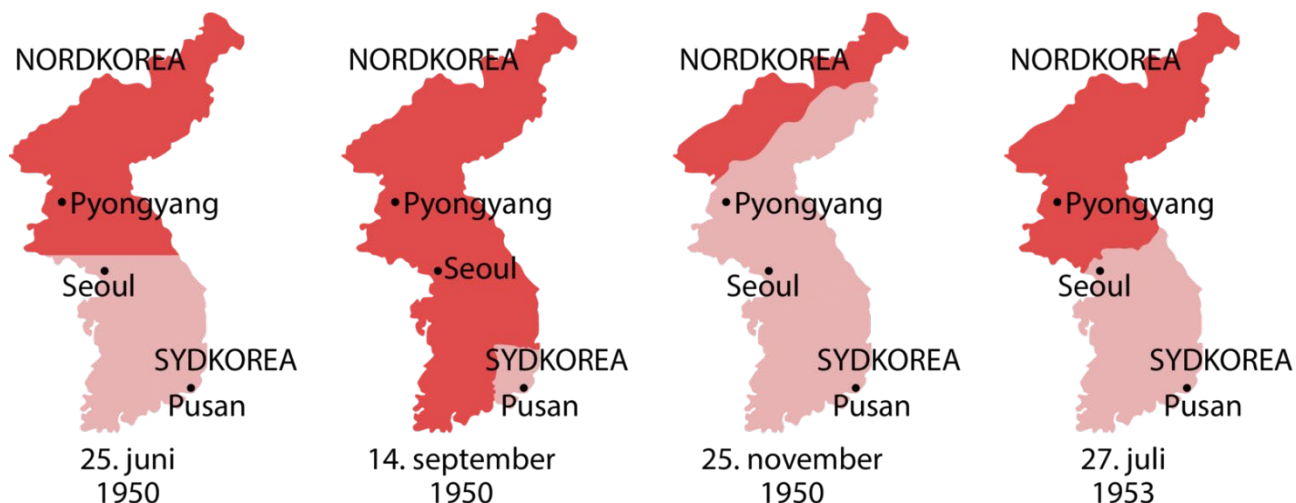 NORDKOREA
Pyongyang
Seoul
SYDKOREA
Pusan
25. juni
1950
NORDKOREA
Pyongyang
Seoul
SYDKOREA
Pusan
14. september
1950
NORDKOREA
Pyongyang
Seoul
SYDKOREA
Pusan
25. november
1950
NORDKOREA
Pyongyang
Seoul
SYDKOREA
Pusan
27. juli
1953